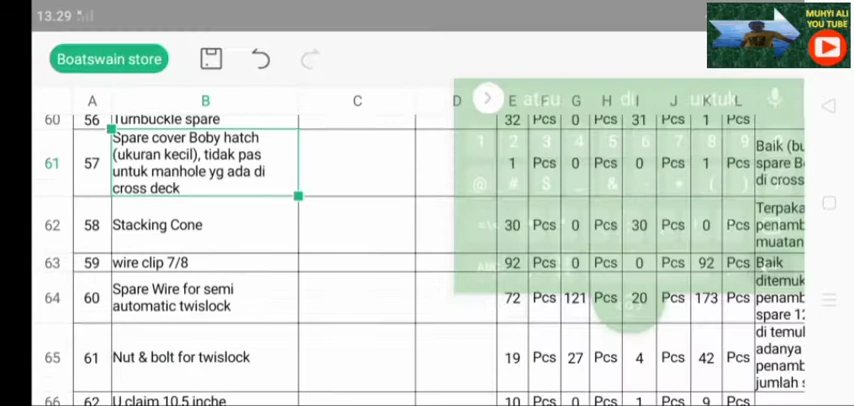 13.29
MUHYI ALI
YOU TUBE
Boatswain store
A B C D E F G H I J K L
atau di untuk
60 56 Turnbuckle spare 32 Pcs 0 Pcs 31 Pcs 1 Pcs
61 57 Spare cover Boby hatch
(ukuran kecil), tidak pas
untuk manhole yg ada di
cross deck
1 Pcs 0 Pcs 0 Pcs 1 Pcs
Baik (bu
spare B
di cross
62 58 Stacking Cone 30 Pcs 0 Pcs 30 Pcs 0 Pcs
Terpaka
penamb
muatan
63 59 wire clip 7/8 92 Pcs 0 Pcs 0 Pcs 92 Pcs Baik
64 60 Spare Wire for semi
automatic twislock
72 Pcs 121 Pcs 20 Pcs 173 Pcs
ditemuk
penamb
spare 12
65 61 Nut & bolt for twislock 19 Pcs 27 Pcs 4 Pcs 42 Pcs
di temul
adanya
penamb
jumlah s
66 62 U claim 10.5 inche 10 Pcs 0 Pcs 1 Pcs 9 Pcs